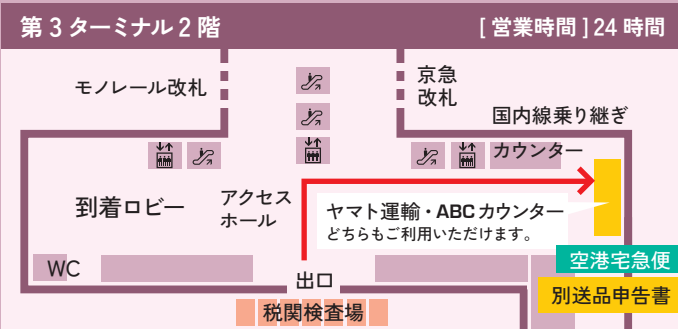 第3ターミナル2階
[営業時間]24時間
モノレール改札
京急
改札
国内線乗り継ぎ
カウンター
到着ロビー
アクセス
ホール
ヤマト運輸・ABCカウンター
どちらもご利用いただけます。
WC
出口
空港宅急便
別送品申告書
税関検査場